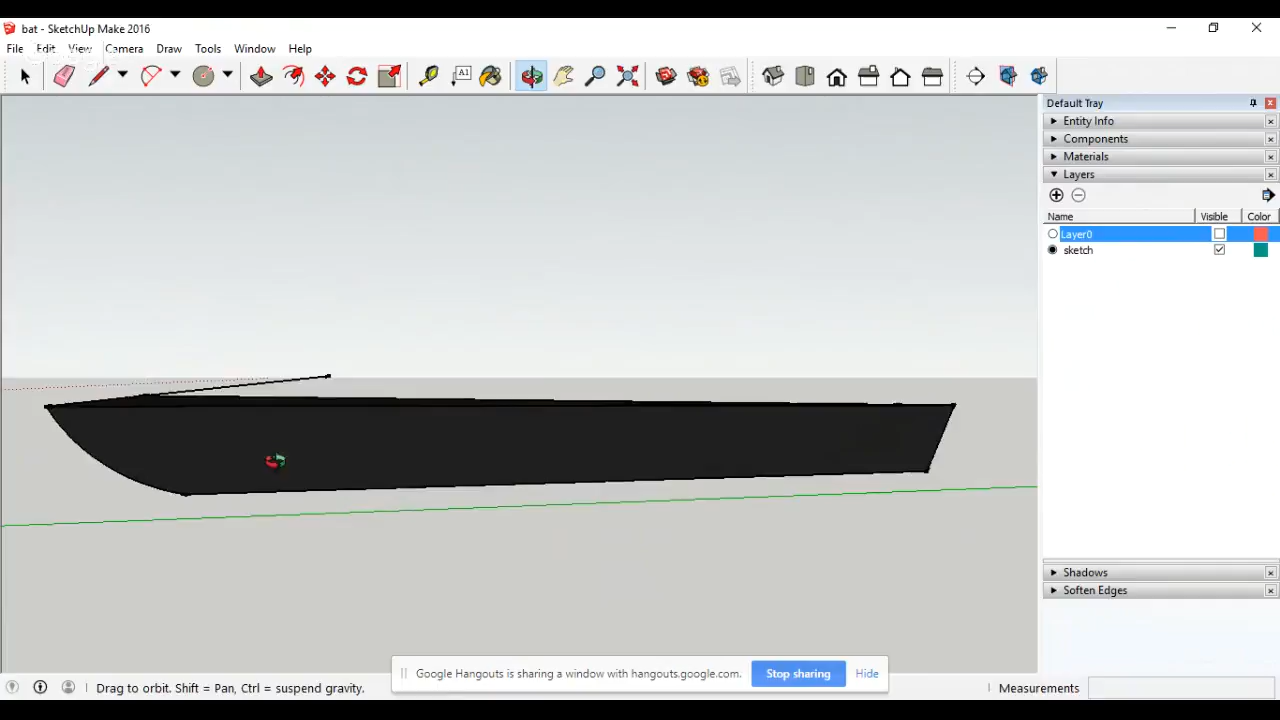 bat - SketchUp Make 2016
File Edit View Camera Draw Tools Window Help
Google
A1
Default Tray
Entity Info
Components
Materials
Layers
Name Visible Color
Layer0
sketch
Shadows
Soften Edges
Google Hangouts is sharing a window with hangouts.google.com. Stop sharing Hide
Drag to orbit. Shift = Pan, Ctrl = suspend gravity. Measurements